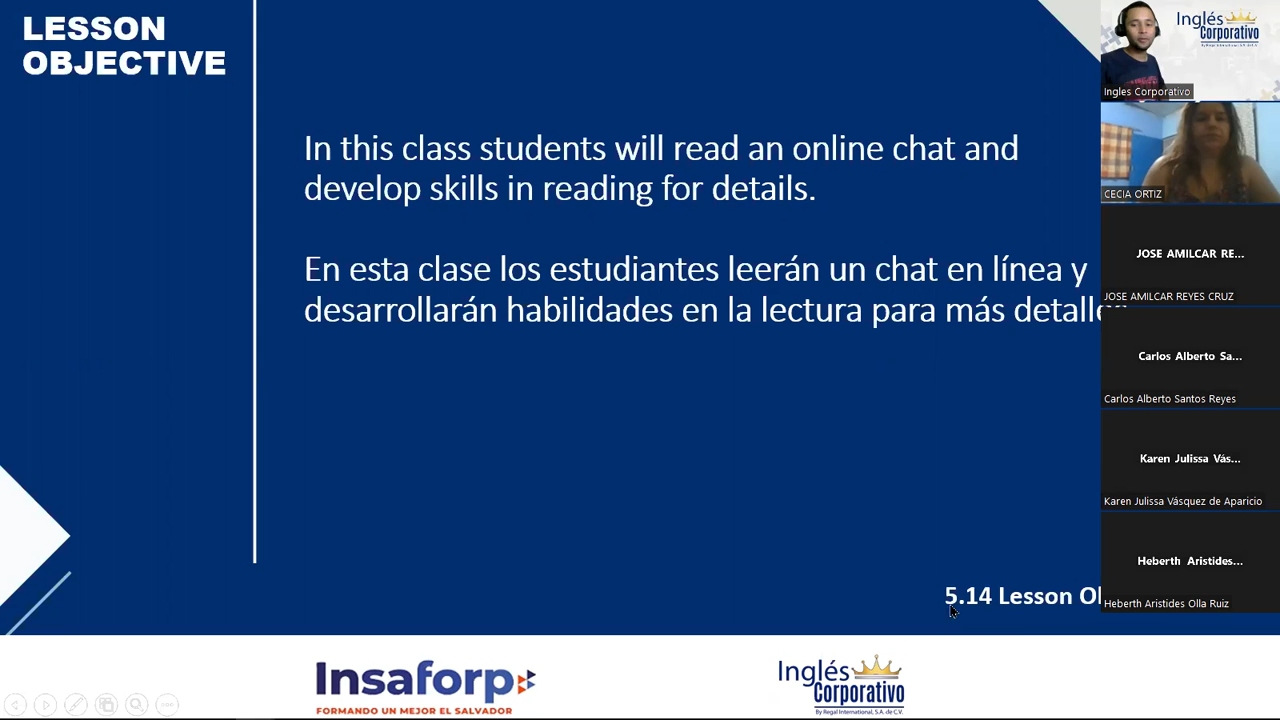 LESSON
OBJECTIVE
In this class students will read an online chat and
develop skills in reading for details.
En esta clase los estudiantes leerán un chat en línea y
desarrollarán habilidades en la lectura para más
5.14 Lesson
Insaforp
FORMANDO UN MEJOR EL SALVADOR
Inglés
Corporativo
By Regal International, S.A. de C.V.
Inglés
Corporativo
Ingles Corporativo
CECIA ORTIZ
JOSE AMILCAR RE...
JOSE AMILCAR REYES CRUZ
Carlos Alberto Sa...
Carlos Alberto Santos Reyes
Karen Julissa Vás...
Karen Julissa Vásquez de Aparicio
Heberth Aristides...
Heberth Aristides Olla Ruiz